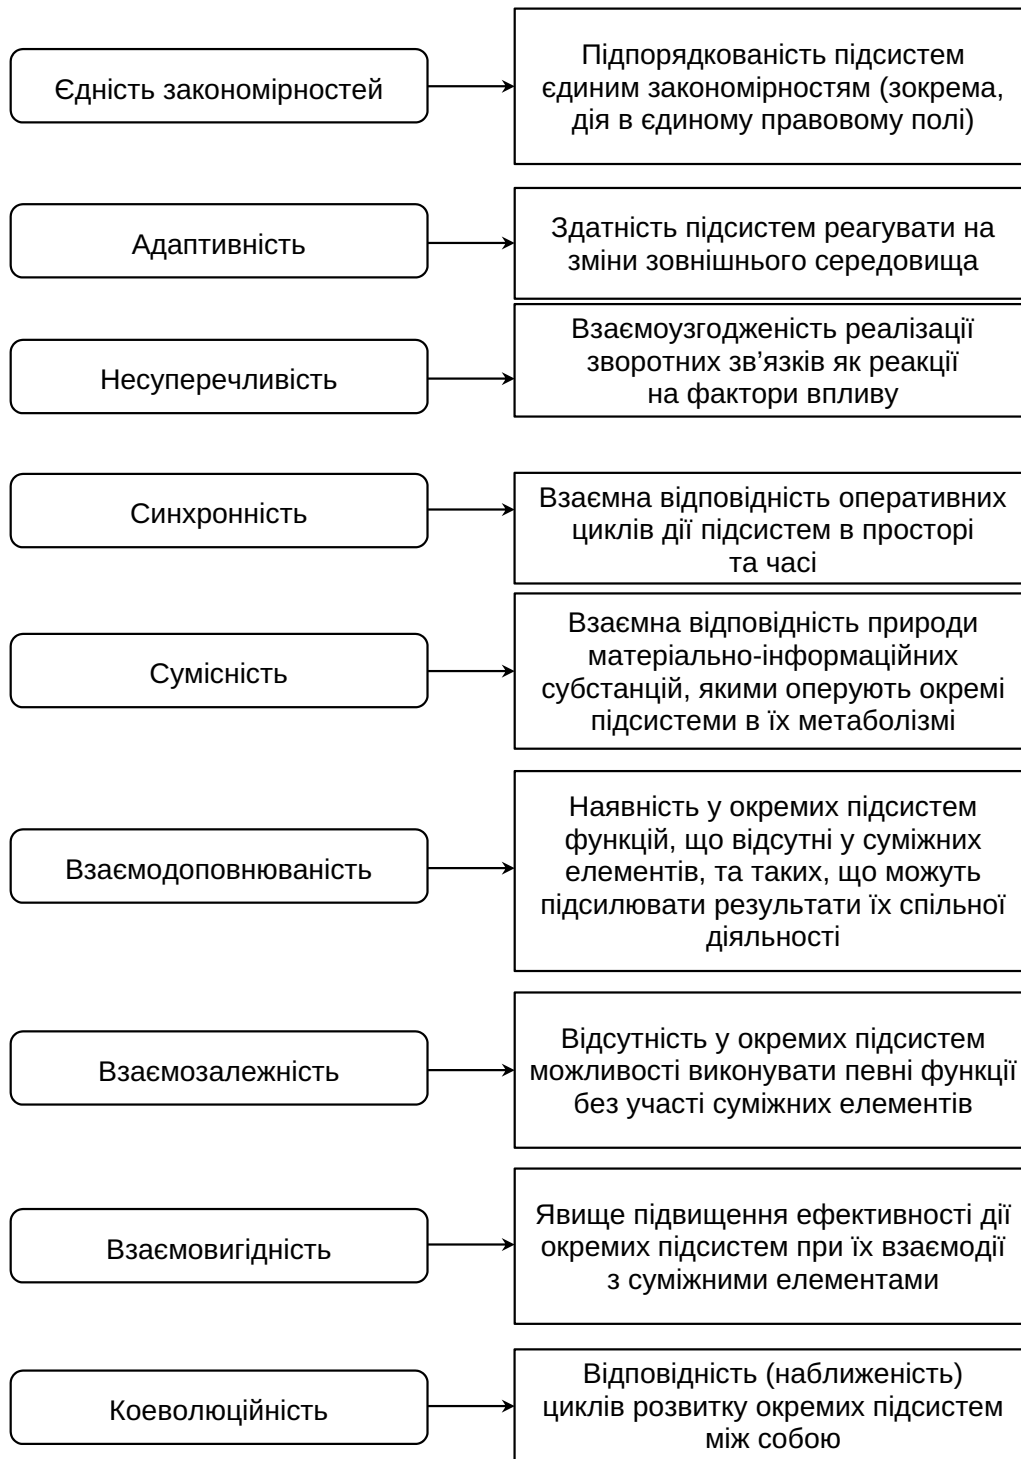 Єдність закономірностей
Підпорядкованість підсистем
єдиним закономірностям (зокрема,
дія в єдиному правовому полі)
Адаптивність
Здатність підсистем реагувати на
зміни зовнішнього середовища
Несуперечливість
Взаємоузгодженість реалізації
зворотних зв’язків як реакції
на фактори впливу
Синхронність
Взаємна відповідність оперативних
циклів дії підсистем в просторі
та часі
Сумісність
Взаємна відповідність природи
матеріально-інформаційних
субстанцій, якими оперують окремі
підсистеми в їх метаболізмі
Взаємодоповнюваність
Наявність у окремих підсистем
функцій, що відсутні у суміжних
елементів, та таких, що можуть
підсилювати результати їх спільної
діяльності
Взаємозалежність
Відсутність у окремих підсистем
можливості виконувати певні функції
без участі суміжних елементів
Взаємовигідність
Явище підвищення ефективності дії
окремих підсистем при їх взаємодії
з суміжними елементами
Коеволюційність
Відповідність (наближеність)
циклів розвитку окремих підсистем
між собою